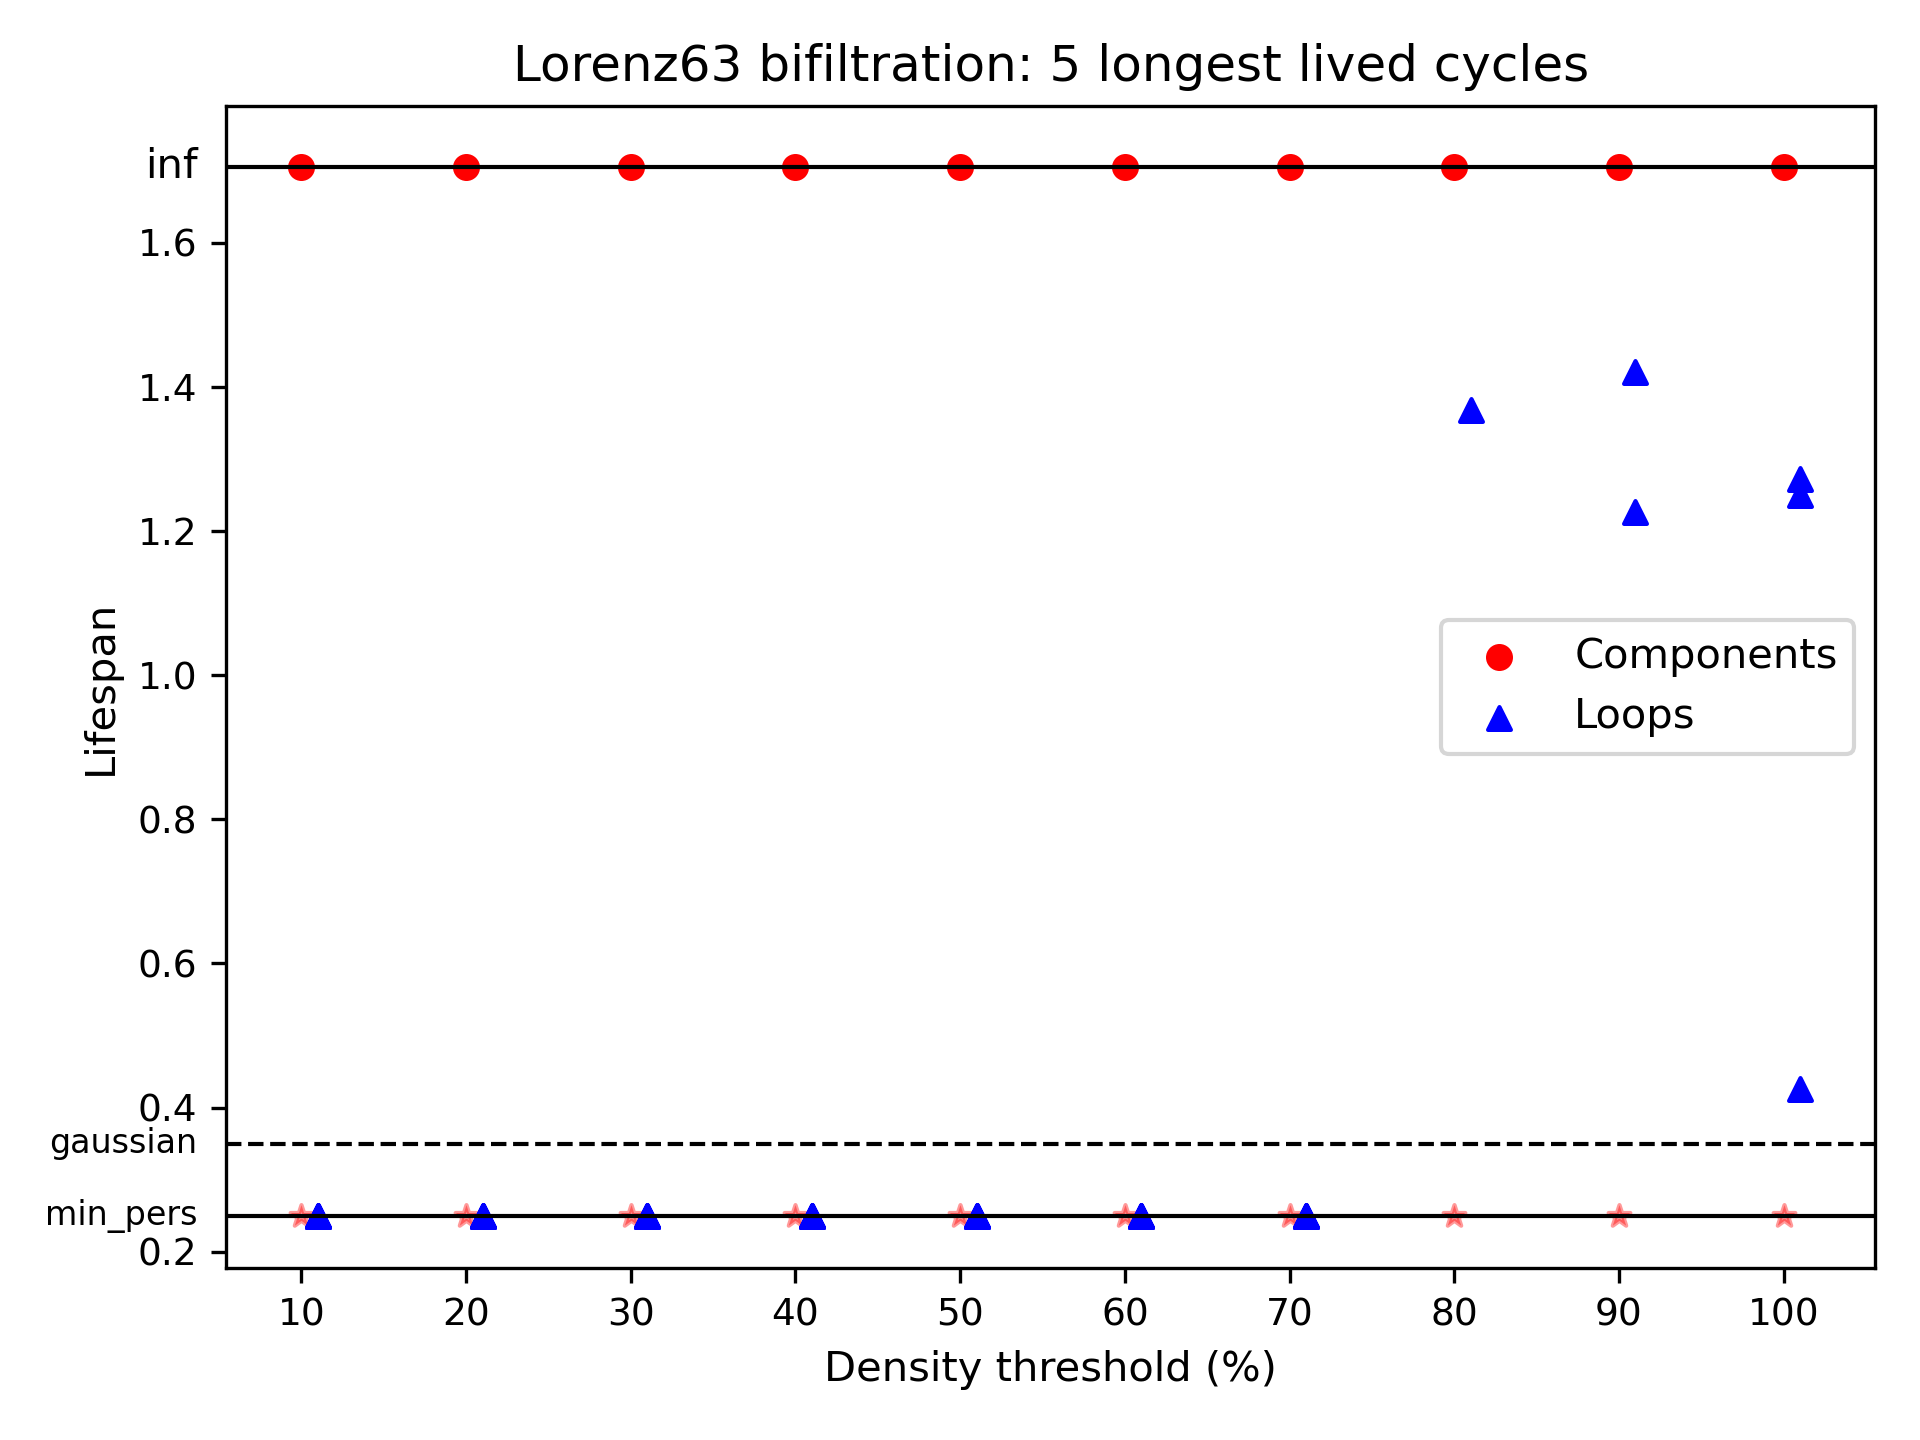 Lorenz63 bifiltration: 5 longest lived cycles
inf
1.6
1.4
1.2
1.0
0.8
0.6
0.4
gaussian
min_pers
0.2
Lifespan
Components
Loops
10 20 30 40 50 60 70 80 90 100
Density threshold (%)